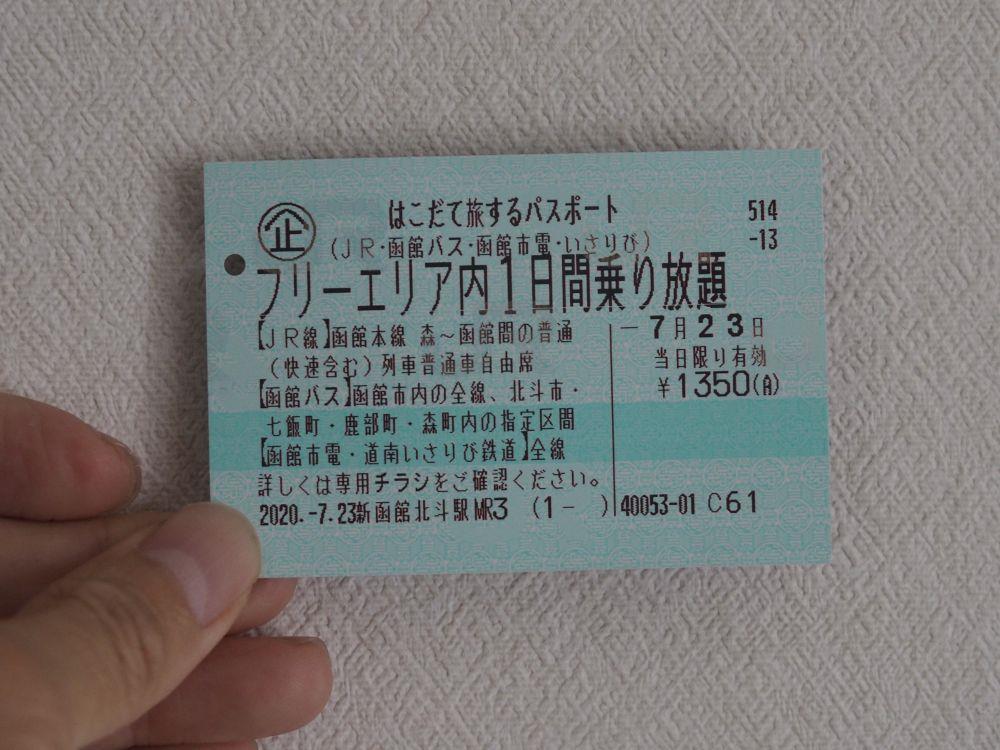 企 はこだて旅するパスポート 514
(JR・函館バス・函館市電・いさりび) -13
フリーエリア内1日間乗り放題
【JR線】函館本線 森～函館間の普通
(快速含む)列車普通車自由席
【函館バス】函館市内の全線、北斗市・
七飯町・鹿部町・森町内の指定区間
【函館市電・道南いさりび鉄道】全線
詳しくは専用チラシをご確認ください。
-7月23日
当日限り有効
¥1350(A)
2020.-7.23新函館北斗駅MR3 (1- ) 40053-01 C61